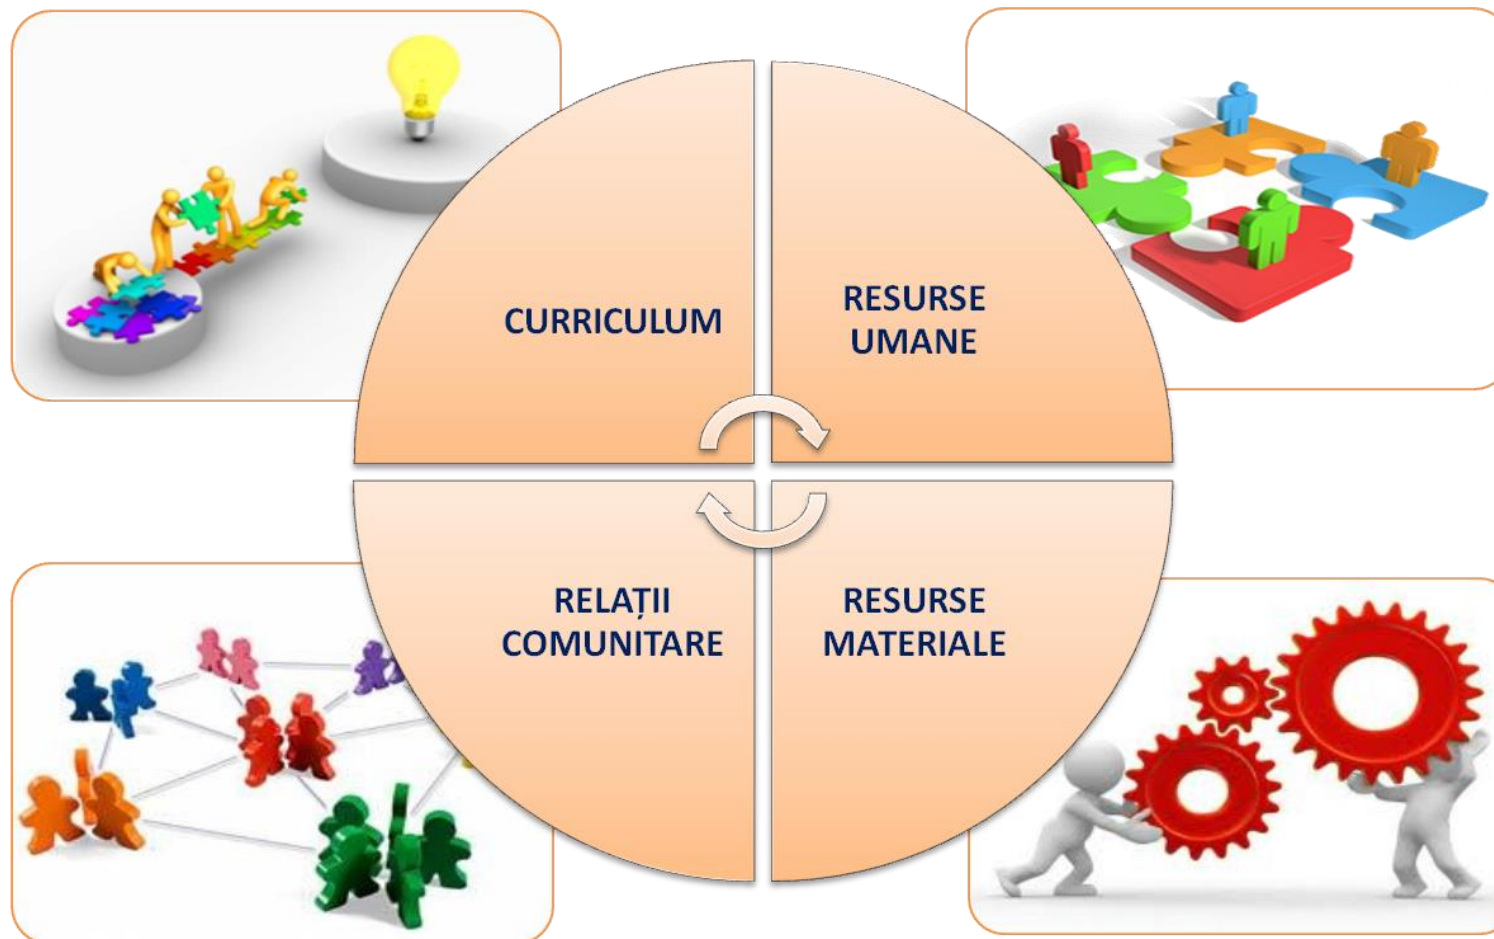 CURRICULUM
RESURSE
UMANE
RELAȚII
COMUNITARE
RESURSE
MATERIALE